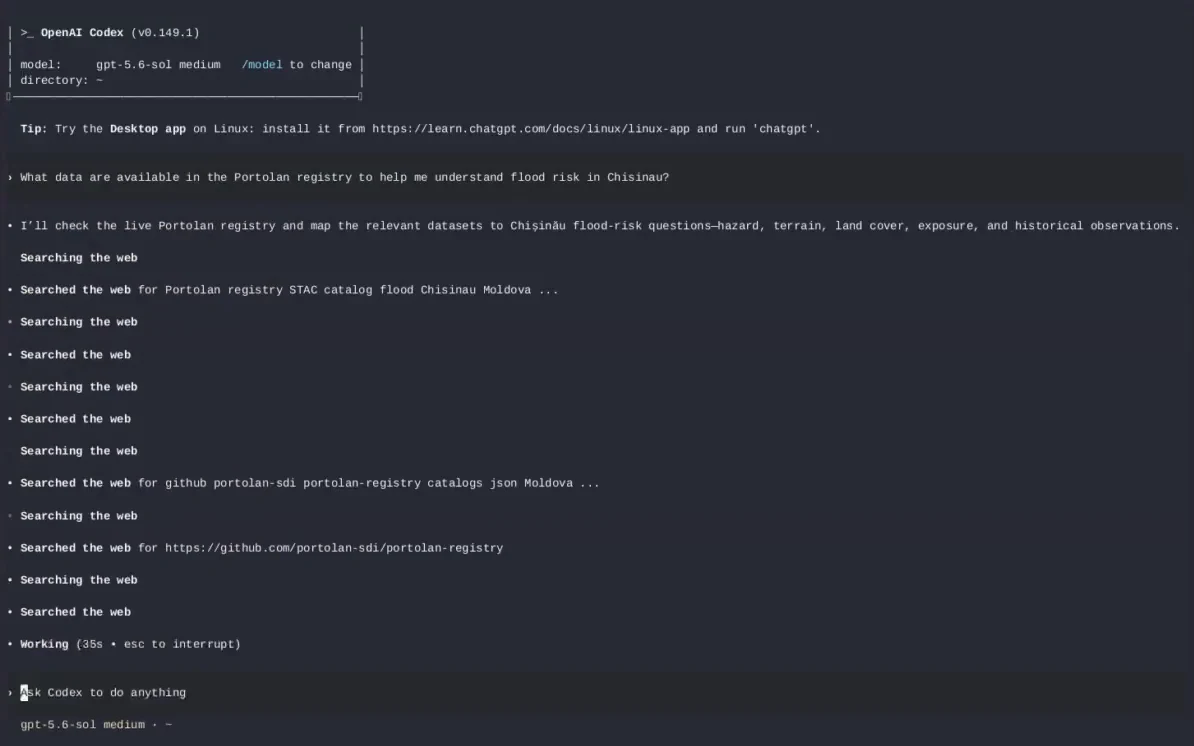 >_ OpenAI Codex (v0.149.1)
model: gpt-5.6-sol medium /model to change
directory: ~
Tip: Try the Desktop app on Linux: install it from https://learn.chatgpt.com/docs/linux/linux-app and run 'chatgpt'.
› What data are available in the Portolan registry to help me understand flood risk in Chisinau?
• I’ll check the live Portolan registry and map the relevant datasets to Chișinău flood-risk questions—hazard, terrain, land cover, exposure, and historical observations.
Searching the web
• Searched the web for Portolan registry STAC catalog flood Chisinau Moldova ...
• Searching the web
• Searched the web
◦ Searching the web
• Searched the web
Searching the web
• Searched the web for github portolan-sdi portolan-registry catalogs json Moldova ...
◦ Searching the web
• Searched the web for https://github.com/portolan-sdi/portolan-registry
• Searching the web
• Searched the web
• Working (35s • esc to interrupt)
› Ask Codex to do anything
gpt-5.6-sol medium · ~